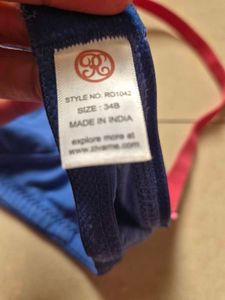 STYLE NO: RO1042
SIZE : 34B
MADE IN INDIA
explore more at
www.zivame.com